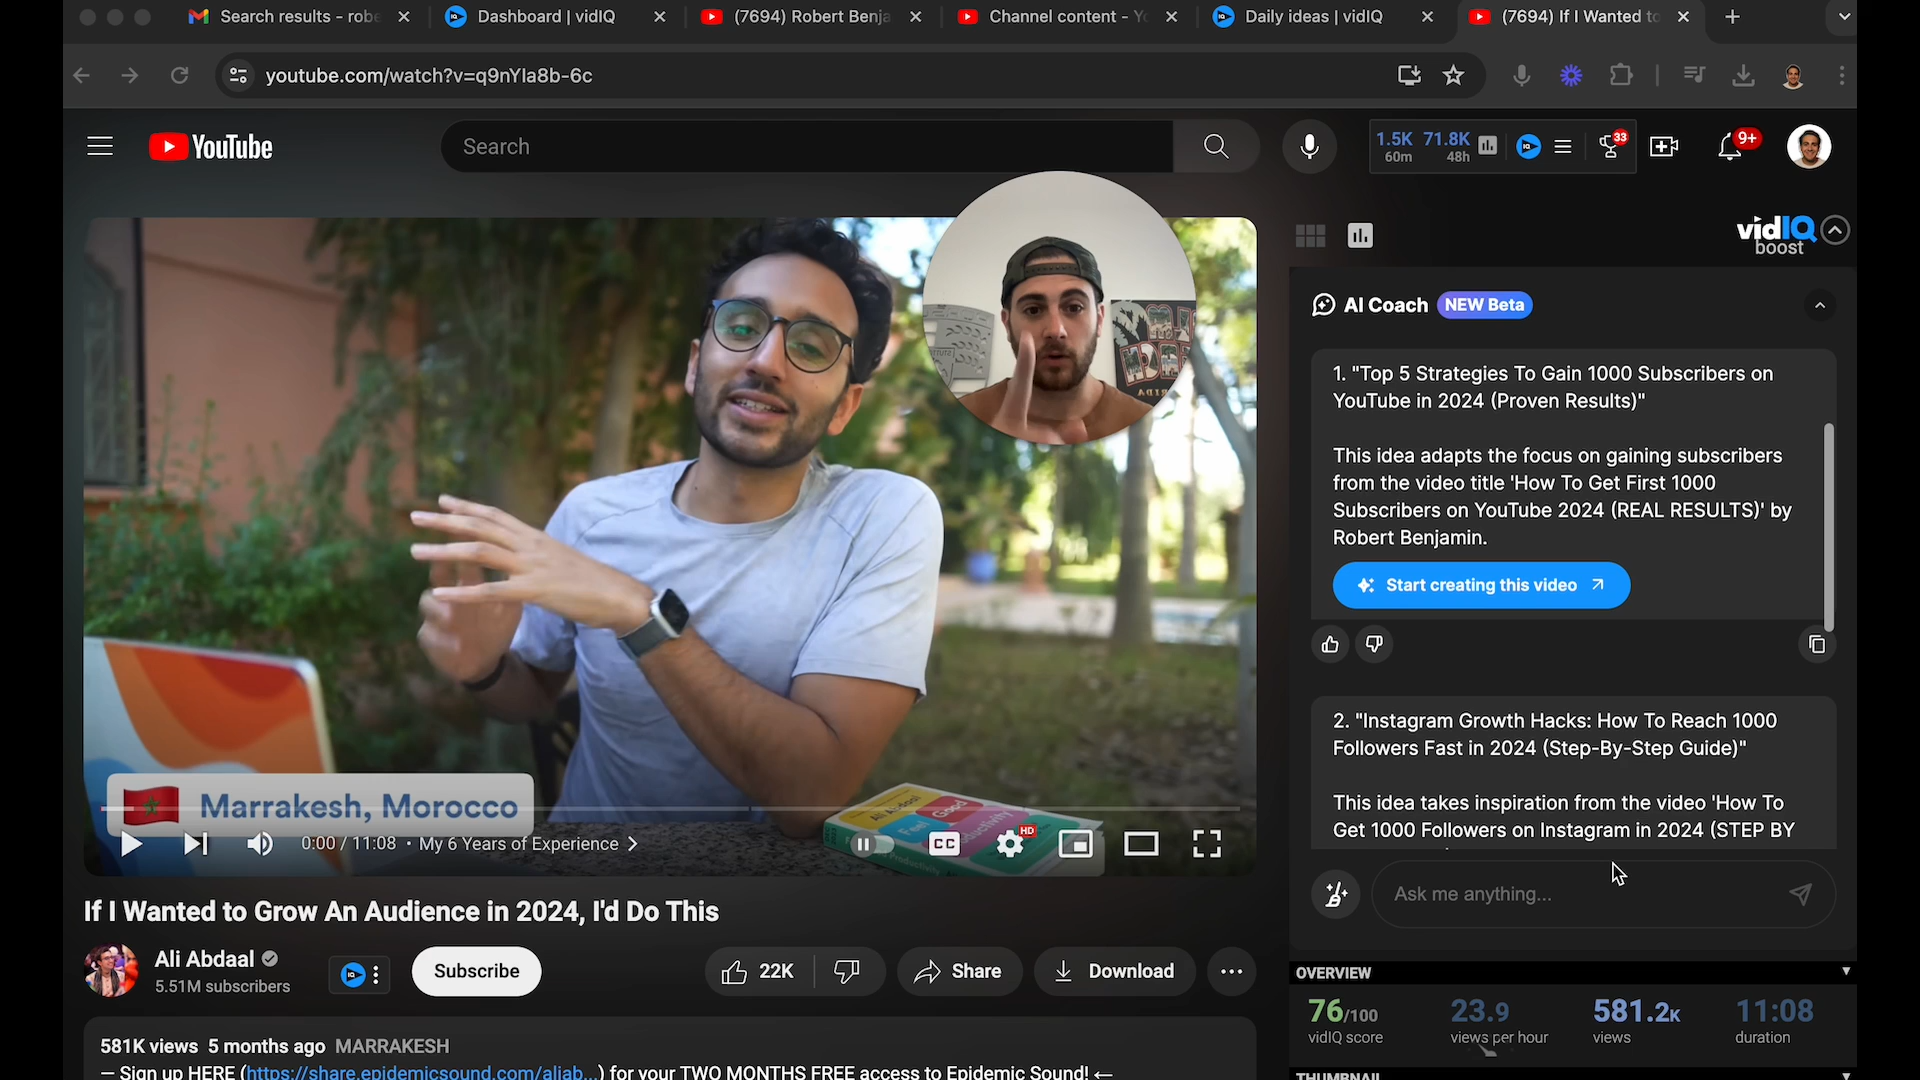 Search results - robe
Dashboard | vidIQ
(7694) Robert Benja
Channel content - Yo
Daily ideas | vidIQ
(7694) If I Wanted to
youtube.com/watch?v=q9nYla8b-6c
YouTube
Search
1.5K 71.8K
60m 48h
33
9+
vidIQ
boost
AI Coach NEW Beta
1. "Top 5 Strategies To Gain 1000 Subscribers on
YouTube in 2024 (Proven Results)"
This idea adapts the focus on gaining subscribers
from the video title 'How To Get First 1000
Subscribers on YouTube 2024 (REAL RESULTS)' by
Robert Benjamin.
Start creating this video
2. "Instagram Growth Hacks: How To Reach 1000
Followers Fast in 2024 (Step-By-Step Guide)"
This idea takes inspiration from the video 'How To
Get 1000 Followers on Instagram in 2024 (STEP BY
Ask me anything...
Marrakesh, Morocco
Ali Abdaal
Feel Good
Productivity
0:00 / 11:08 • My 6 Years of Experience
CC
HD
If I Wanted to Grow An Audience in 2024, I'd Do This
Ali Abdaal
5.51M subscribers
Subscribe
22K
Share
Download
581K views 5 months ago MARRAKESH
— Sign up HERE (https://share.epidemicsound.com/aliab...) for your TWO MONTHS FREE access to Epidemic Sound! ←
OVERVIEW
76/100 23.9 581.2K 11:08
vidIQ score views per hour views duration
THUMBNAIL